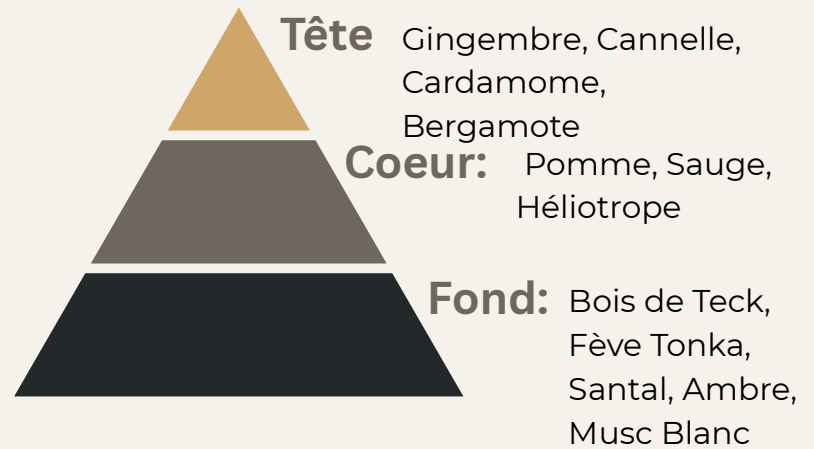 Tête Gingembre, Cannelle,
Cardamome,
Bergamote
Coeur: Pomme, Sauge,
Héliotrope
Fond: Bois de Teck,
Fève Tonka,
Santal, Ambre,
Musc Blanc